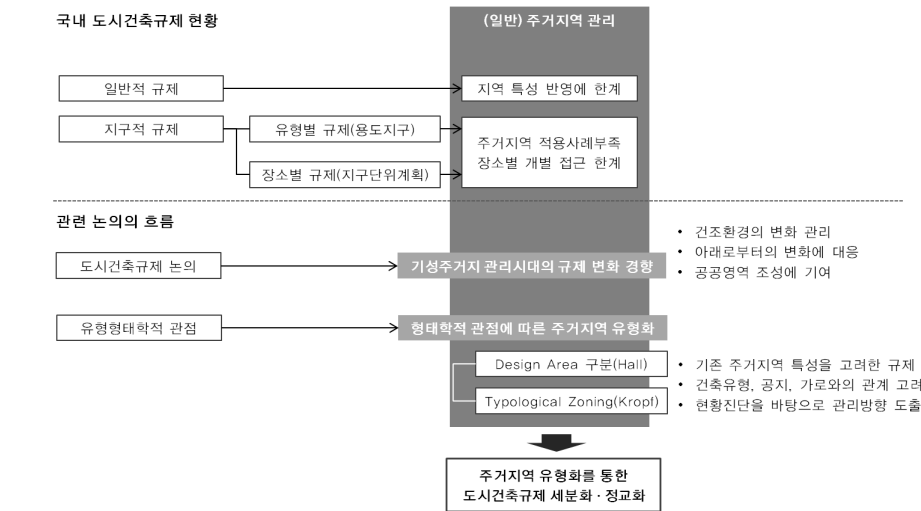 국내 도시건축규제 현황
(일반) 주거지역 관리
일반적 규제
지역 특성 반영에 한계
지구적 규제
유형별 규제(용도지구)
장소별 규제(지구단위계획)
주거지역 적용사례부족
장소별 개별 접근 한계
관련 논의의 흐름
도시건축규제 논의
기성주거지 관리시대의 규제 변화 경향
• 건조환경의 변화 관리
• 아래로부터의 변화에 대응
• 공공영역 조성에 기여
유형형태학적 관점
형태학적 관점에 따른 주거지역 유형화
Design Area 구분(Hall)
Typological Zoning(Kropf)
• 기존 주거지역 특성을 고려한 규제
• 건축유형, 공지, 가로와의 관계 고려
• 현황진단을 바탕으로 관리방향 도출
주거지역 유형화를 통한
도시건축규제 세분화·정교화